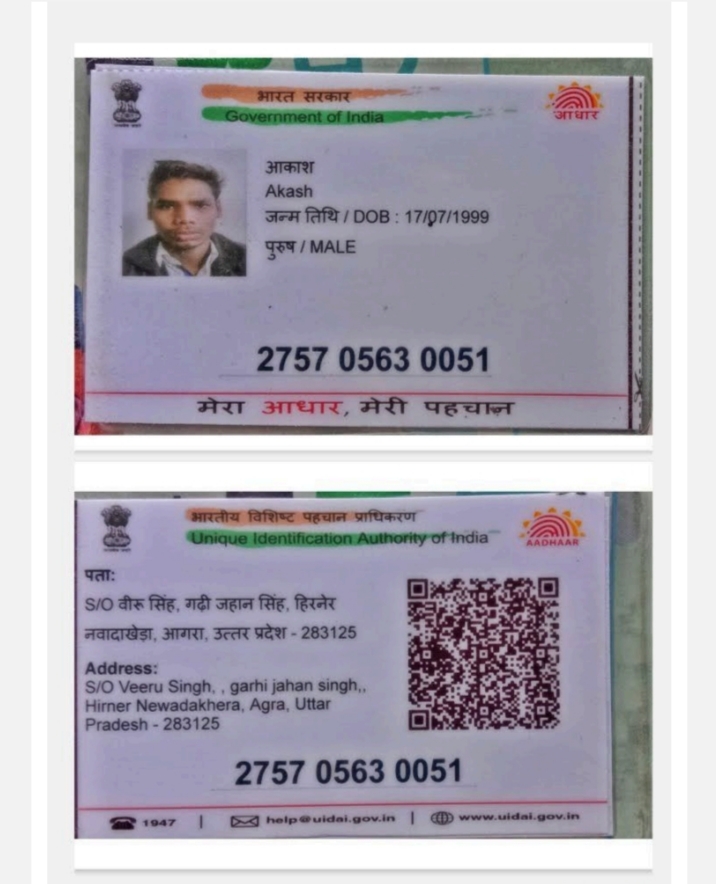 भारत सरकार
Government of India
आधार
आकाश
Akash
जन्म तिथि / DOB : 17/07/1999
पुरुष / MALE
2757 0563 0051
मेरा आधार, मेरी पहचान
भारतीय विशिष्ट पहचान प्राधिकरण
Unique Identification Authority of India
AADHAAR
पता:
S/O वीरू सिंह, गढ़ी जहान सिंह, हिरनेर
नवादाखेड़ा, आगरा, उत्तर प्रदेश - 283125
Address:
S/O Veeru Singh, , garhi jahan singh,,
Hirner Newadakhera, Agra, Uttar
Pradesh - 283125
2757 0563 0051
1947 | help@uidai.gov.in | www.uidai.gov.in